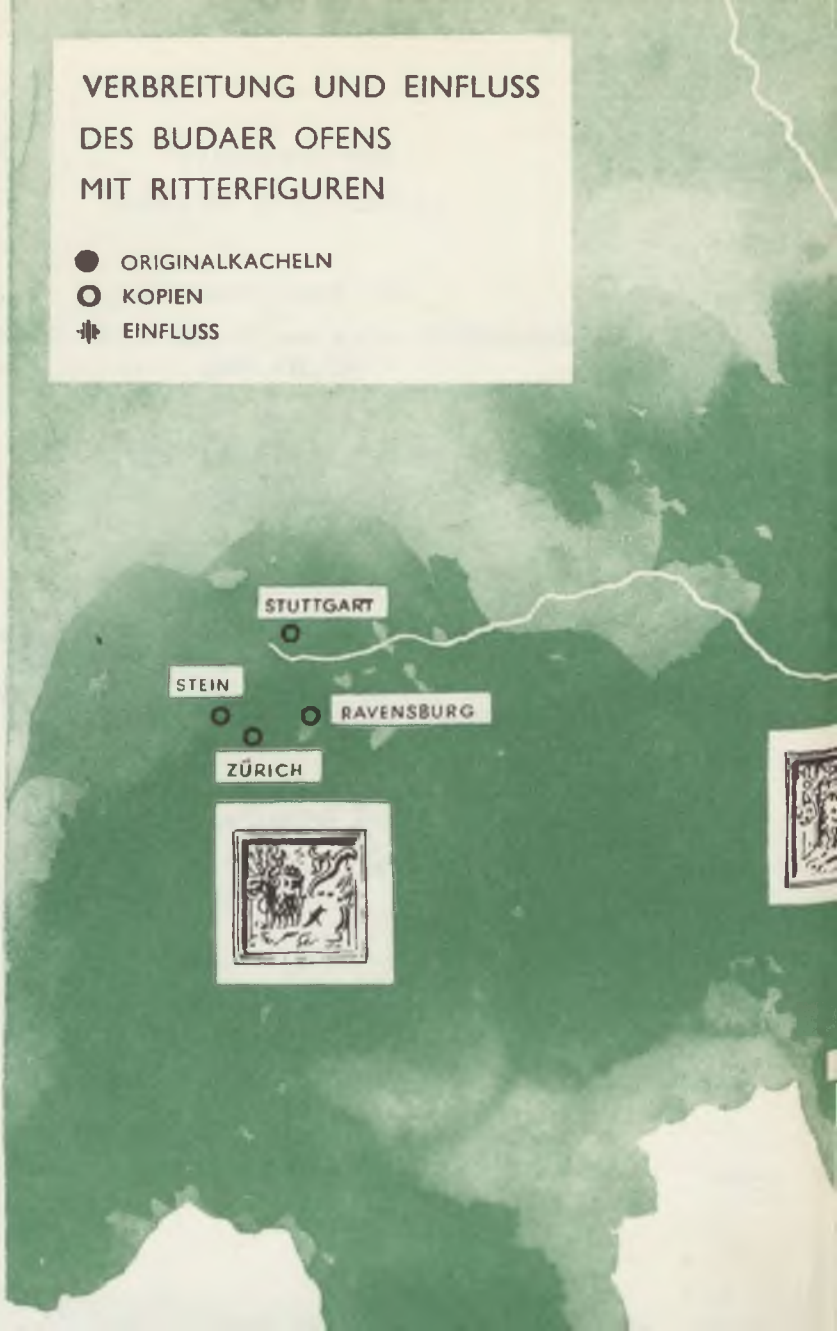 VERBREITUNG UND EINFLUSS
DES BUDAER OFENS
MIT RITTERFIGUREN
ORIGINALKACHELN
KOPIEN
EINFLUSS
STUTTGART
STEIN
RAVENSBURG
ZÜRICH